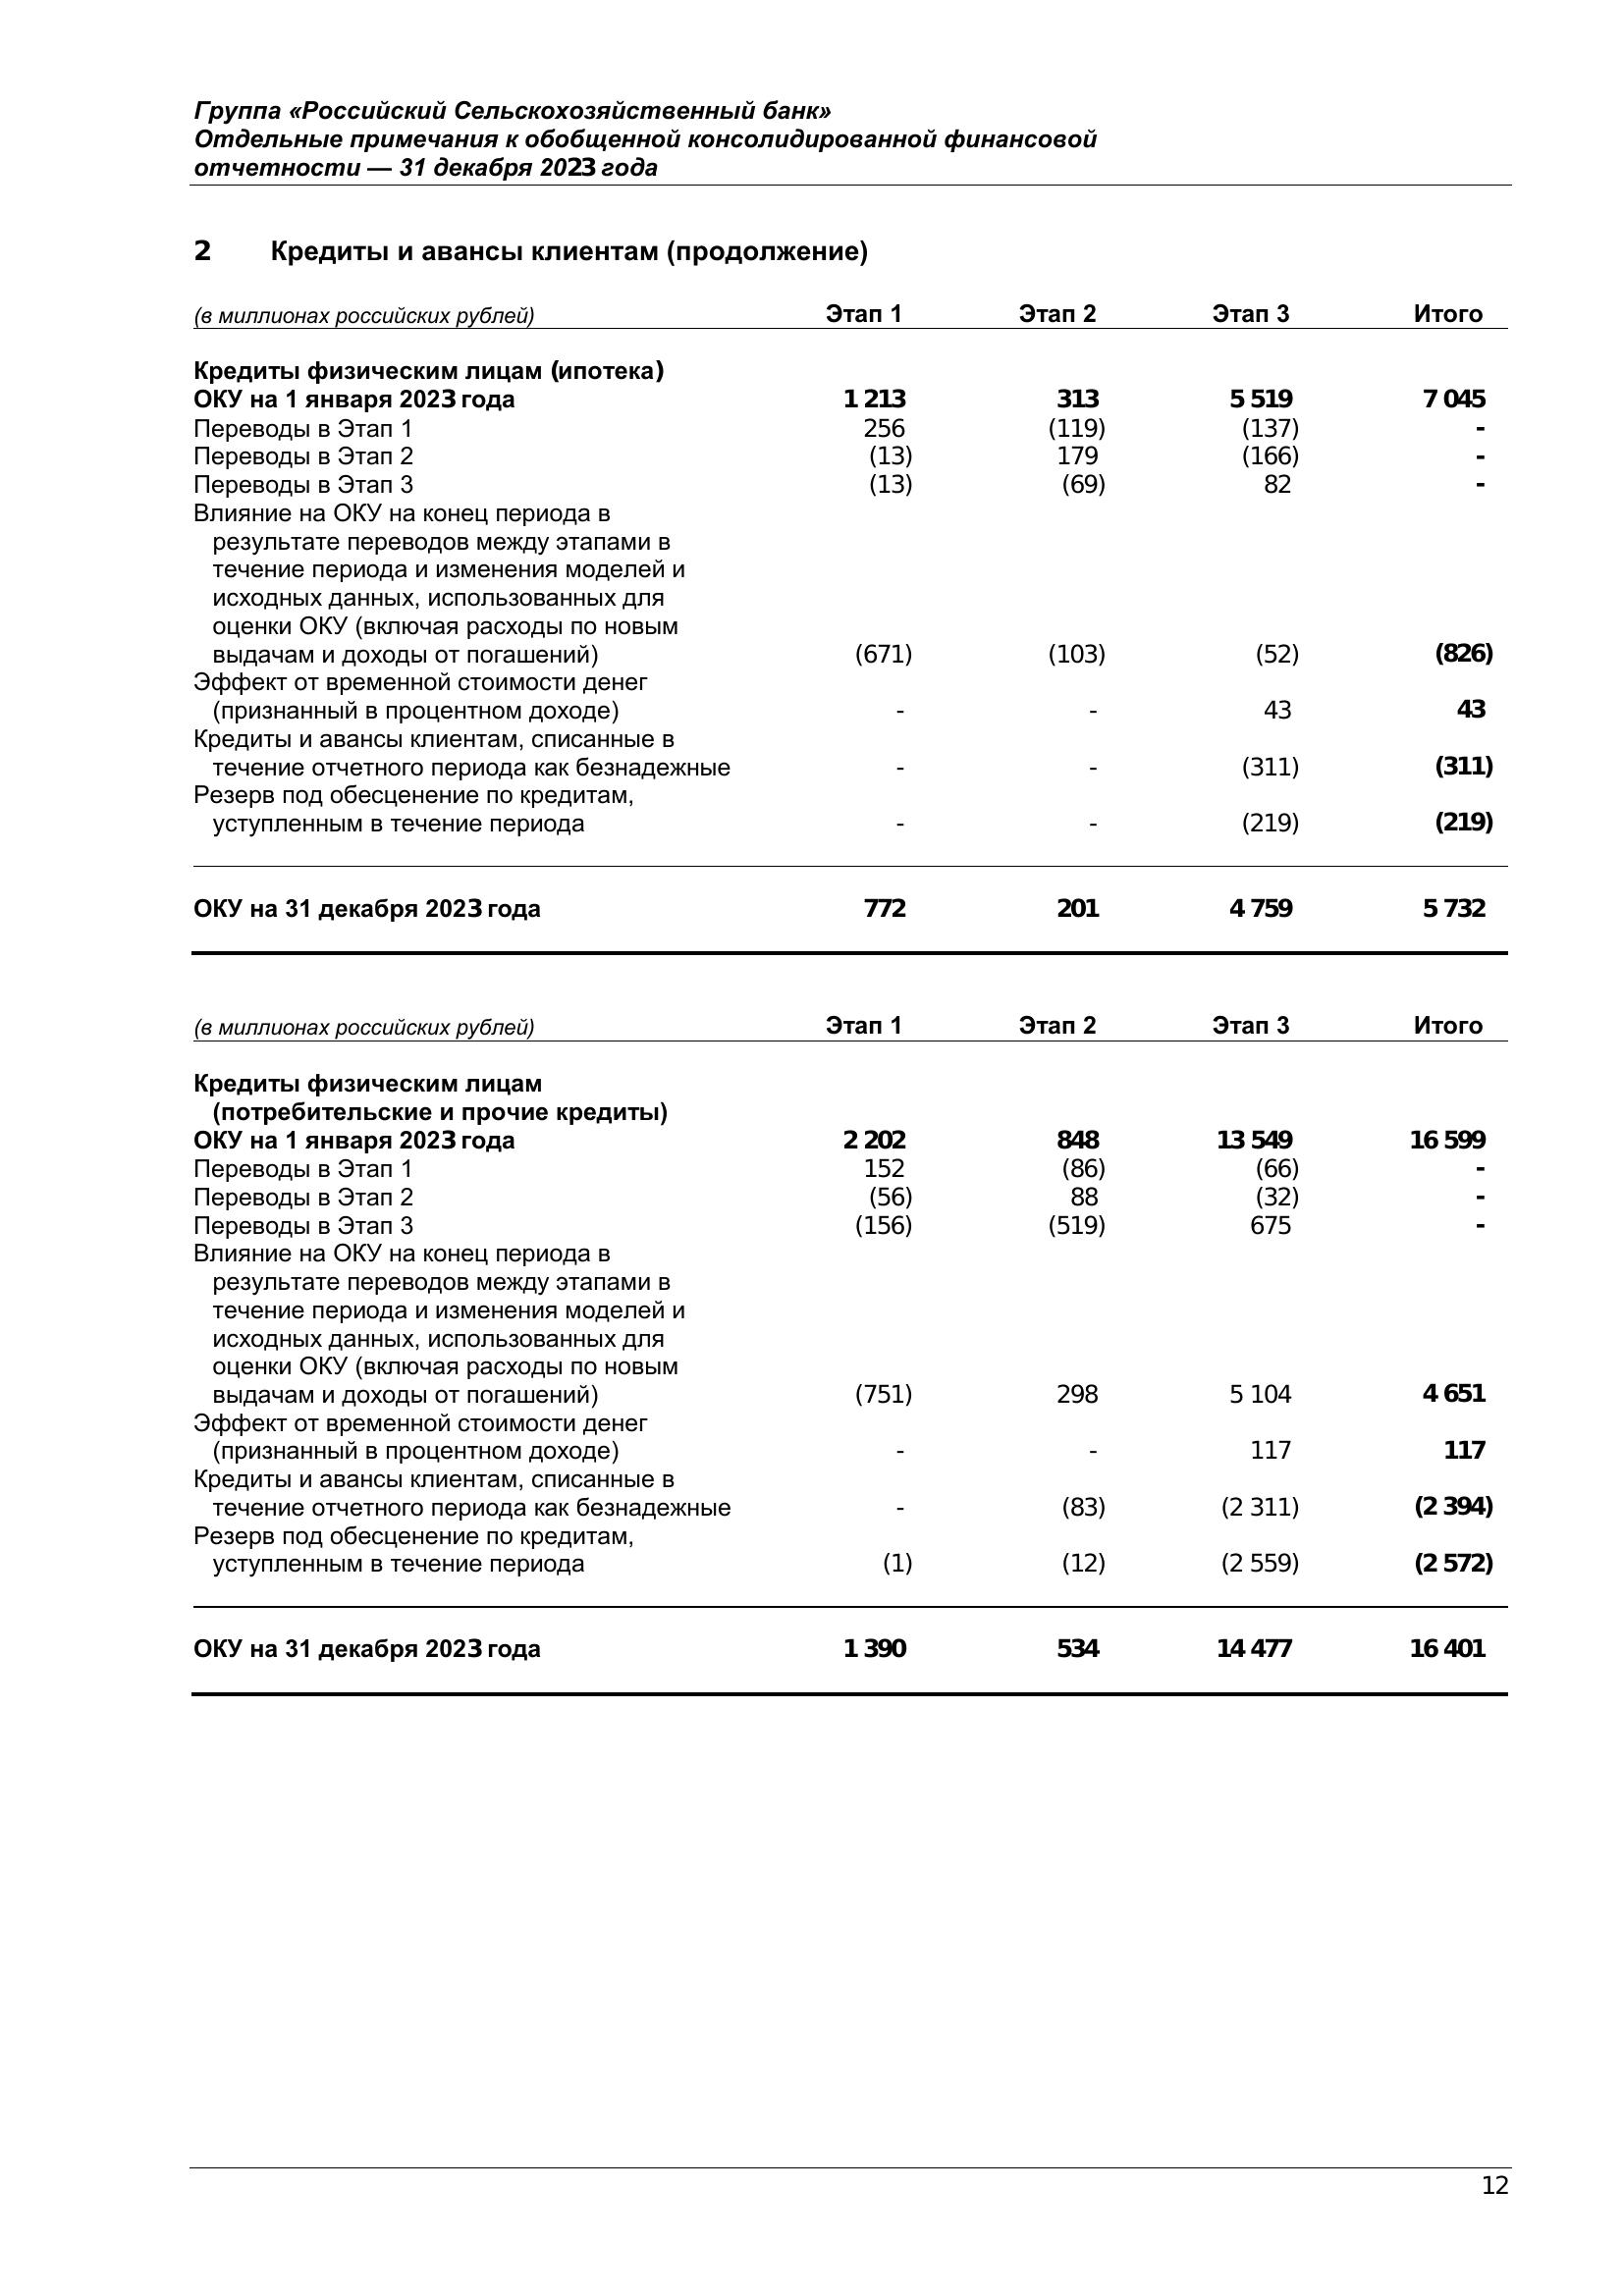 Группа «Российский Сельскохозяйственный банк»
Отдельные примечания к обобщенной консолидированной финансовой
отчетности — 31 декабря 2023 года
2 Кредиты и авансы клиентам (продолжение)
(в миллионах российских рублей) Этап 1 Этап 2 Этап 3 Итого
Кредиты физическим лицам (ипотека)
ОКУ на 1 января 2023 года 1 213 313 5 519 7 045
Переводы в Этап 1 256 (119) (137) -
Переводы в Этап 2 (13) 179 (166) -
Переводы в Этап 3 (13) (69) 82 -
Влияние на ОКУ на конец периода в
результате переводов между этапами в
течение периода и изменения моделей и
исходных данных, использованных для
оценки ОКУ (включая расходы по новым
выдачам и доходы от погашений) (671) (103) (52) (826)
Эффект от временной стоимости денег
(признанный в процентном доходе) - - 43 43
Кредиты и авансы клиентам, списанные в
течение отчетного периода как безнадежные - - (311) (311)
Резерв под обесценение по кредитам,
уступленным в течение периода - - (219) (219)
ОКУ на 31 декабря 2023 года 772 201 4 759 5 732
(в миллионах российских рублей) Этап 1 Этап 2 Этап 3 Итого
Кредиты физическим лицам
(потребительские и прочие кредиты)
ОКУ на 1 января 2023 года 2 202 848 13 549 16 599
Переводы в Этап 1 152 (86) (66) -
Переводы в Этап 2 (56) 88 (32) -
Переводы в Этап 3 (156) (519) 675 -
Влияние на ОКУ на конец периода в
результате переводов между этапами в
течение периода и изменения моделей и
исходных данных, использованных для
оценки ОКУ (включая расходы по новым
выдачам и доходы от погашений) (751) 298 5 104 4 651
Эффект от временной стоимости денег
(признанный в процентном доходе) - - 117 117
Кредиты и авансы клиентам, списанные в
течение отчетного периода как безнадежные - (83) (2 311) (2 394)
Резерв под обесценение по кредитам,
уступленным в течение периода (1) (12) (2 559) (2 572)
ОКУ на 31 декабря 2023 года 1 390 534 14 477 16 401
12